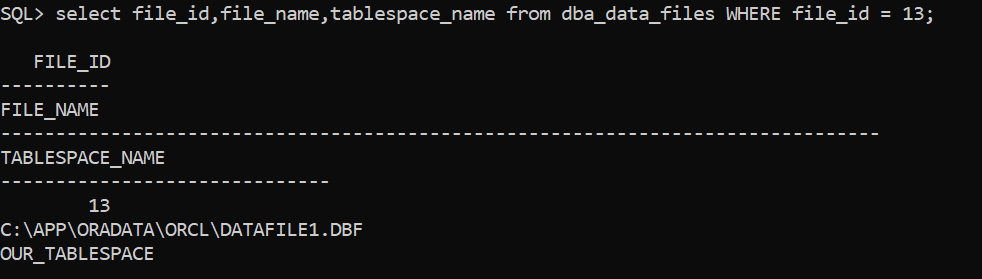 SQL> select file_id,file_name,tablespace_name from dba_data_files WHERE file_id = 13;
FILE_ID
----------
FILE_NAME
--------------------------------------------------------------------------------
TABLESPACE_NAME
------------------------------
13
C:\APP\ORADATA\ORCL\DATAFILE1.DBF
OUR_TABLESPACE